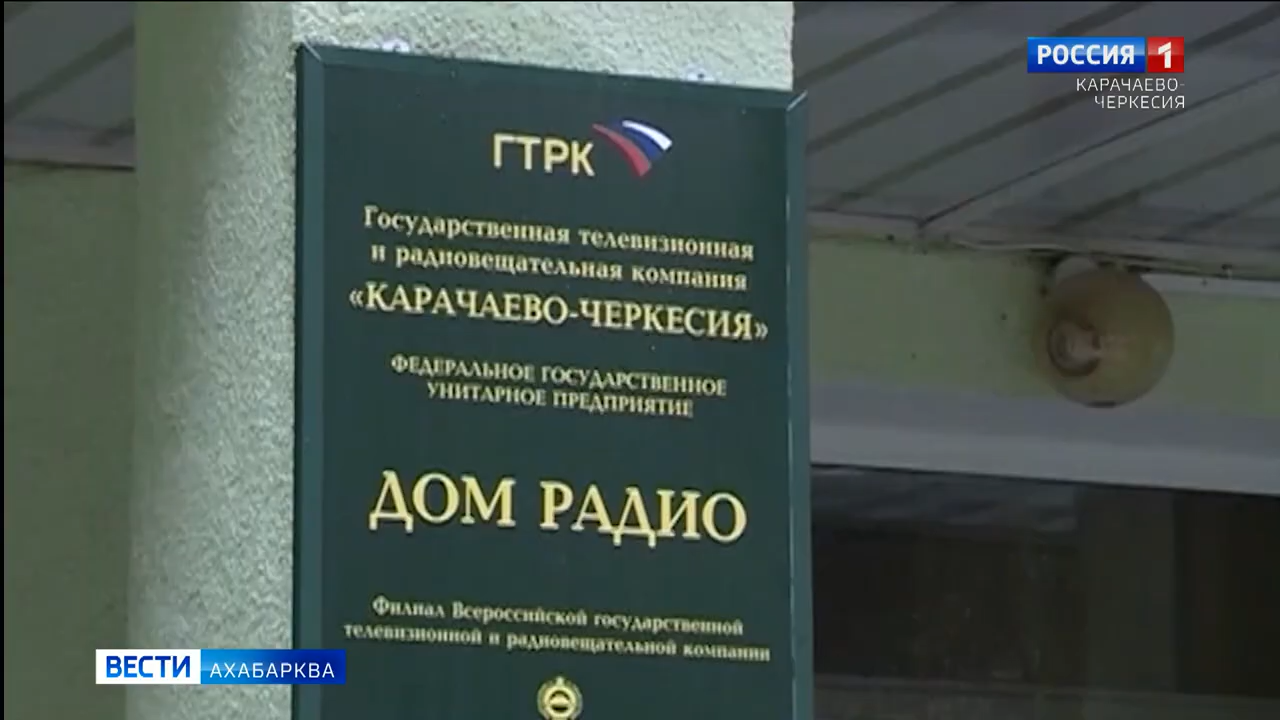 РОССИЯ 1
КАРАЧАЕВО-
ЧЕРКЕСИЯ
ГТРК
Государственная телевизионная
и радиовещательная компания
«КАРАЧАЕВО-ЧЕРКЕСИЯ»
ФЕДЕРАЛЬНОЕ ГОСУДАРСТВЕННОЕ
УНИТАРНОЕ ПРЕДПРИЯТИЕ
ДОМ РАДИО
Филиал Всероссийской государственной
телевизионной и радиовещательной компании
ВЕСТИ АХАБАРКВА